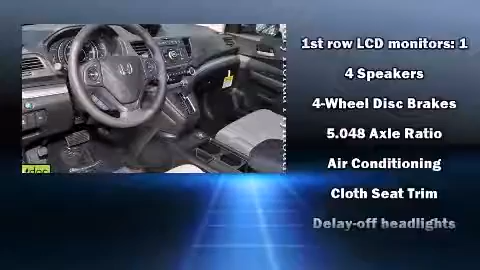 1st row LCD monitors: 1
4 Speakers
4-Wheel Disc Brakes
5.048 Axle Ratio
Air Conditioning
Cloth Seat Trim
Delay-off headlights